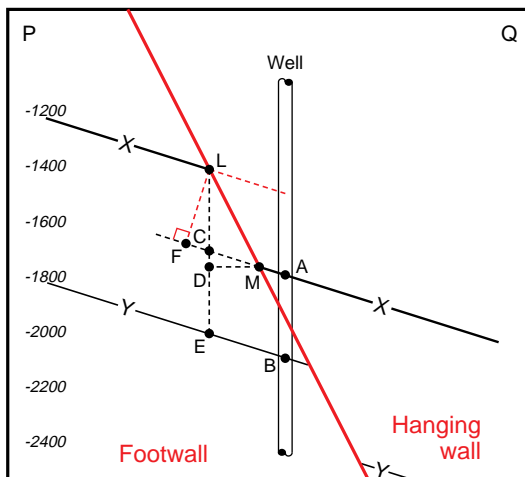 P
Q
Well
-1200
X
-1400
L
-1600
C
F
A
-1800
D
M
X
Y
-2000
E
B
-2200
Hanging
wall
-2400
Footwall
Y